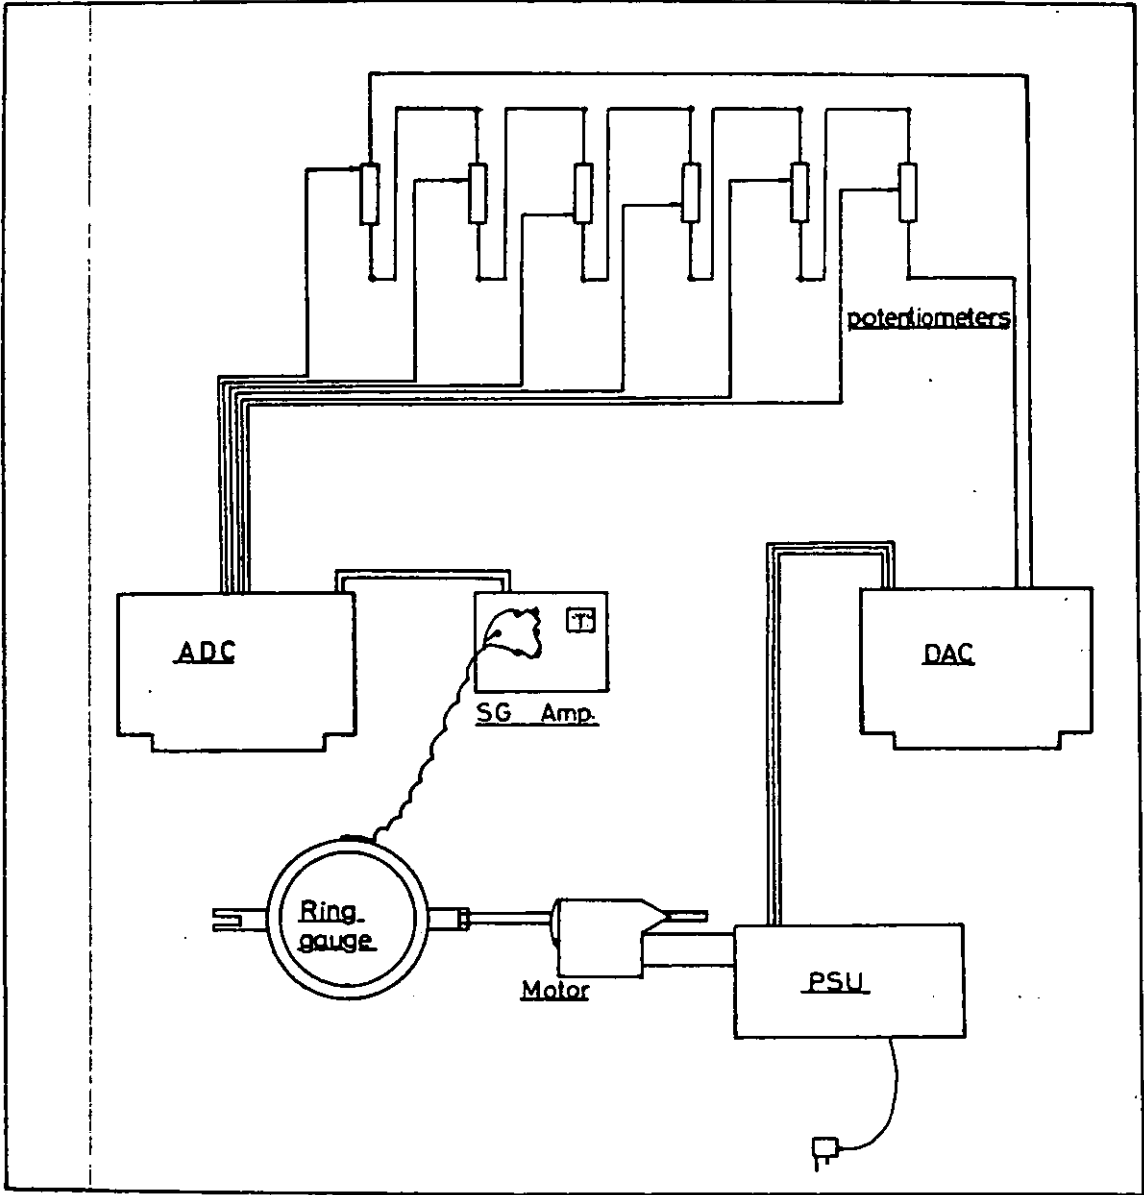 potentiometers
ADC
T
SG Amp.
DAC
Ring
gauge
Motor
PSU